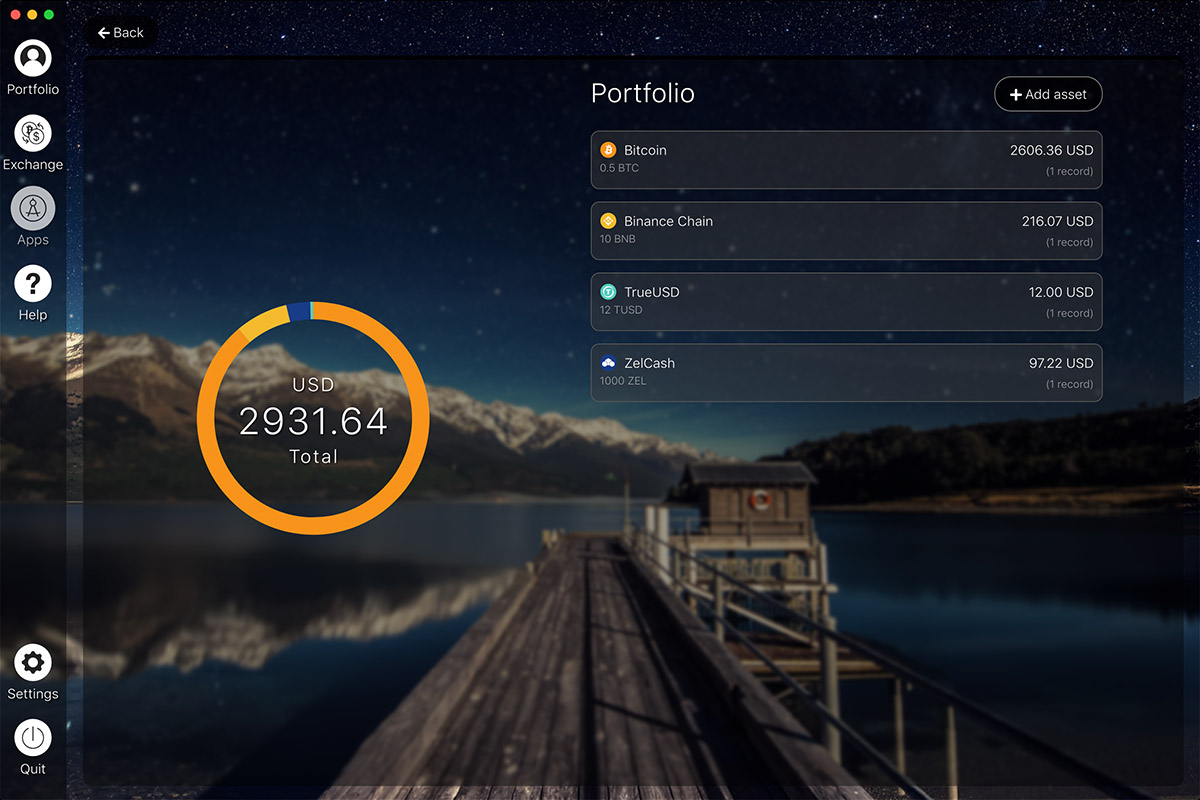 Back
Portfolio
Exchange
Apps
Help
Settings
Quit
USD
2931.64
Total
Portfolio
Add asset
Bitcoin 2606.36 USD
0.5 BTC (1 record)
Binance Chain 216.07 USD
10 BNB (1 record)
TrueUSD 12.00 USD
12 TUSD (1 record)
ZelCash 97.22 USD
1000 ZEL (1 record)